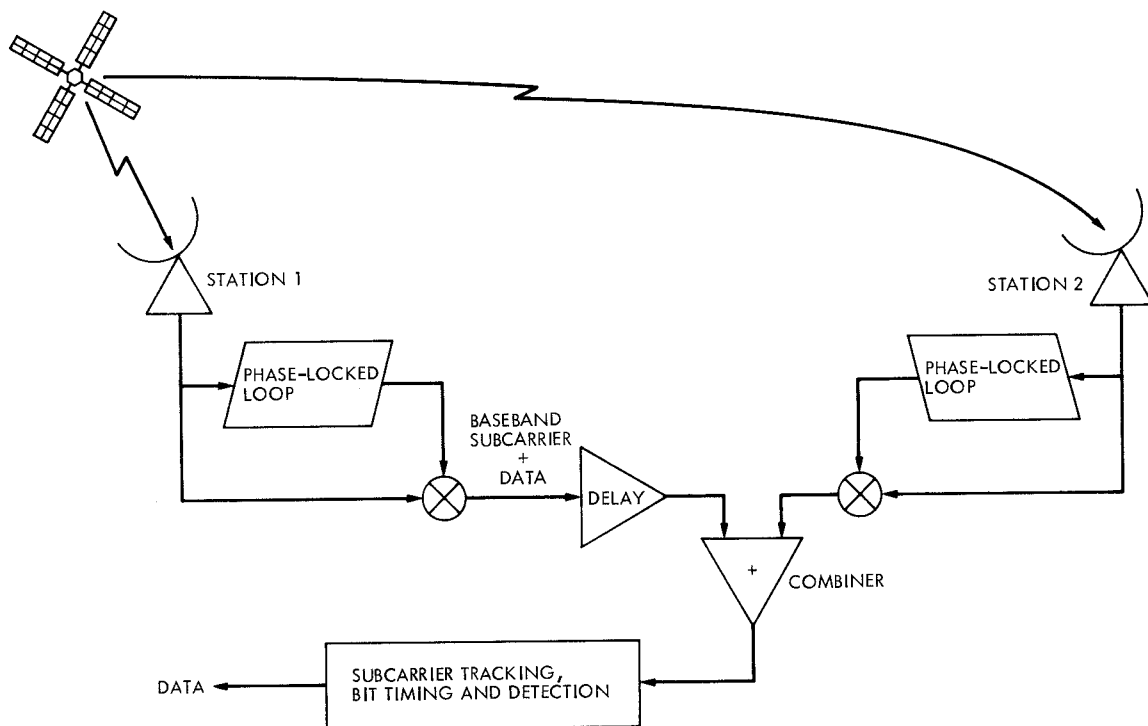 STATION 1
STATION 2
PHASE-LOCKED
LOOP
PHASE-LOCKED
LOOP
BASEBAND
SUBCARRIER
+
DATA
DELAY
+
COMBINER
SUBCARRIER TRACKING,
BIT TIMING AND DETECTION
DATA